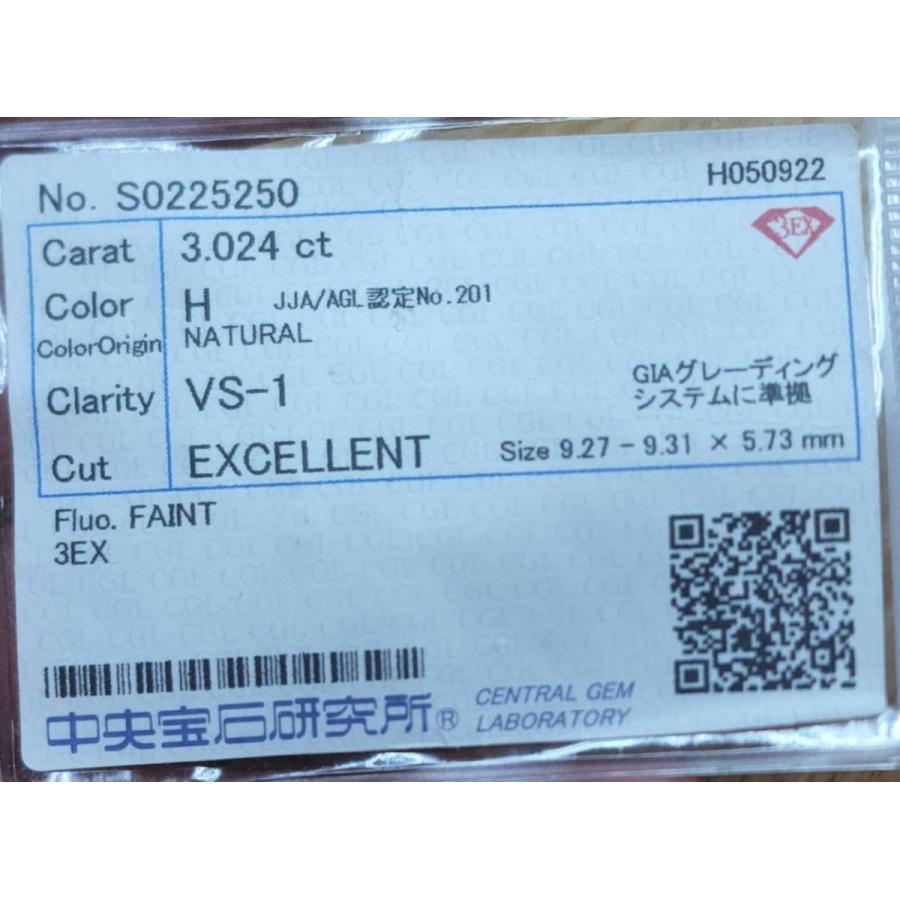 No. S0225250
H050922
Carat 3.024 ct
3EX
Color H JJA/AGL認定No.201
ColorOrigin NATURAL
Clarity VS-1
GIAグレーディング
システムに準拠
Cut EXCELLENT Size 9.27 - 9.31 × 5.73 mm
Fluo. FAINT
3EX
中央宝石研究所®
CENTRAL GEM
LABORATORY